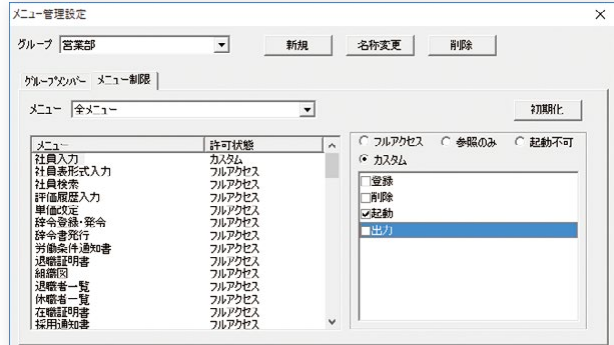 メニュー管理設定
グループ 営業部 新規 名称変更 削除
グループメンバー メニュー制限
メニュー 全メニュー 初期化
メニュー 許可状態
社員入力 カスタム
社員表形式入力 フルアクセス
社員検索 フルアクセス
評価履歴入力 フルアクセス
単価改定 フルアクセス
辞令登録・発令 フルアクセス
辞令書発行 フルアクセス
労働条件通知書 フルアクセス
退職証明書 フルアクセス
組織図 フルアクセス
退職者一覧 フルアクセス
休職者一覧 フルアクセス
在職証明書 フルアクセス
採用通知書 フルアクセス
フルアクセス 参照のみ 起動不可
カスタム
登録
削除
起動
出力